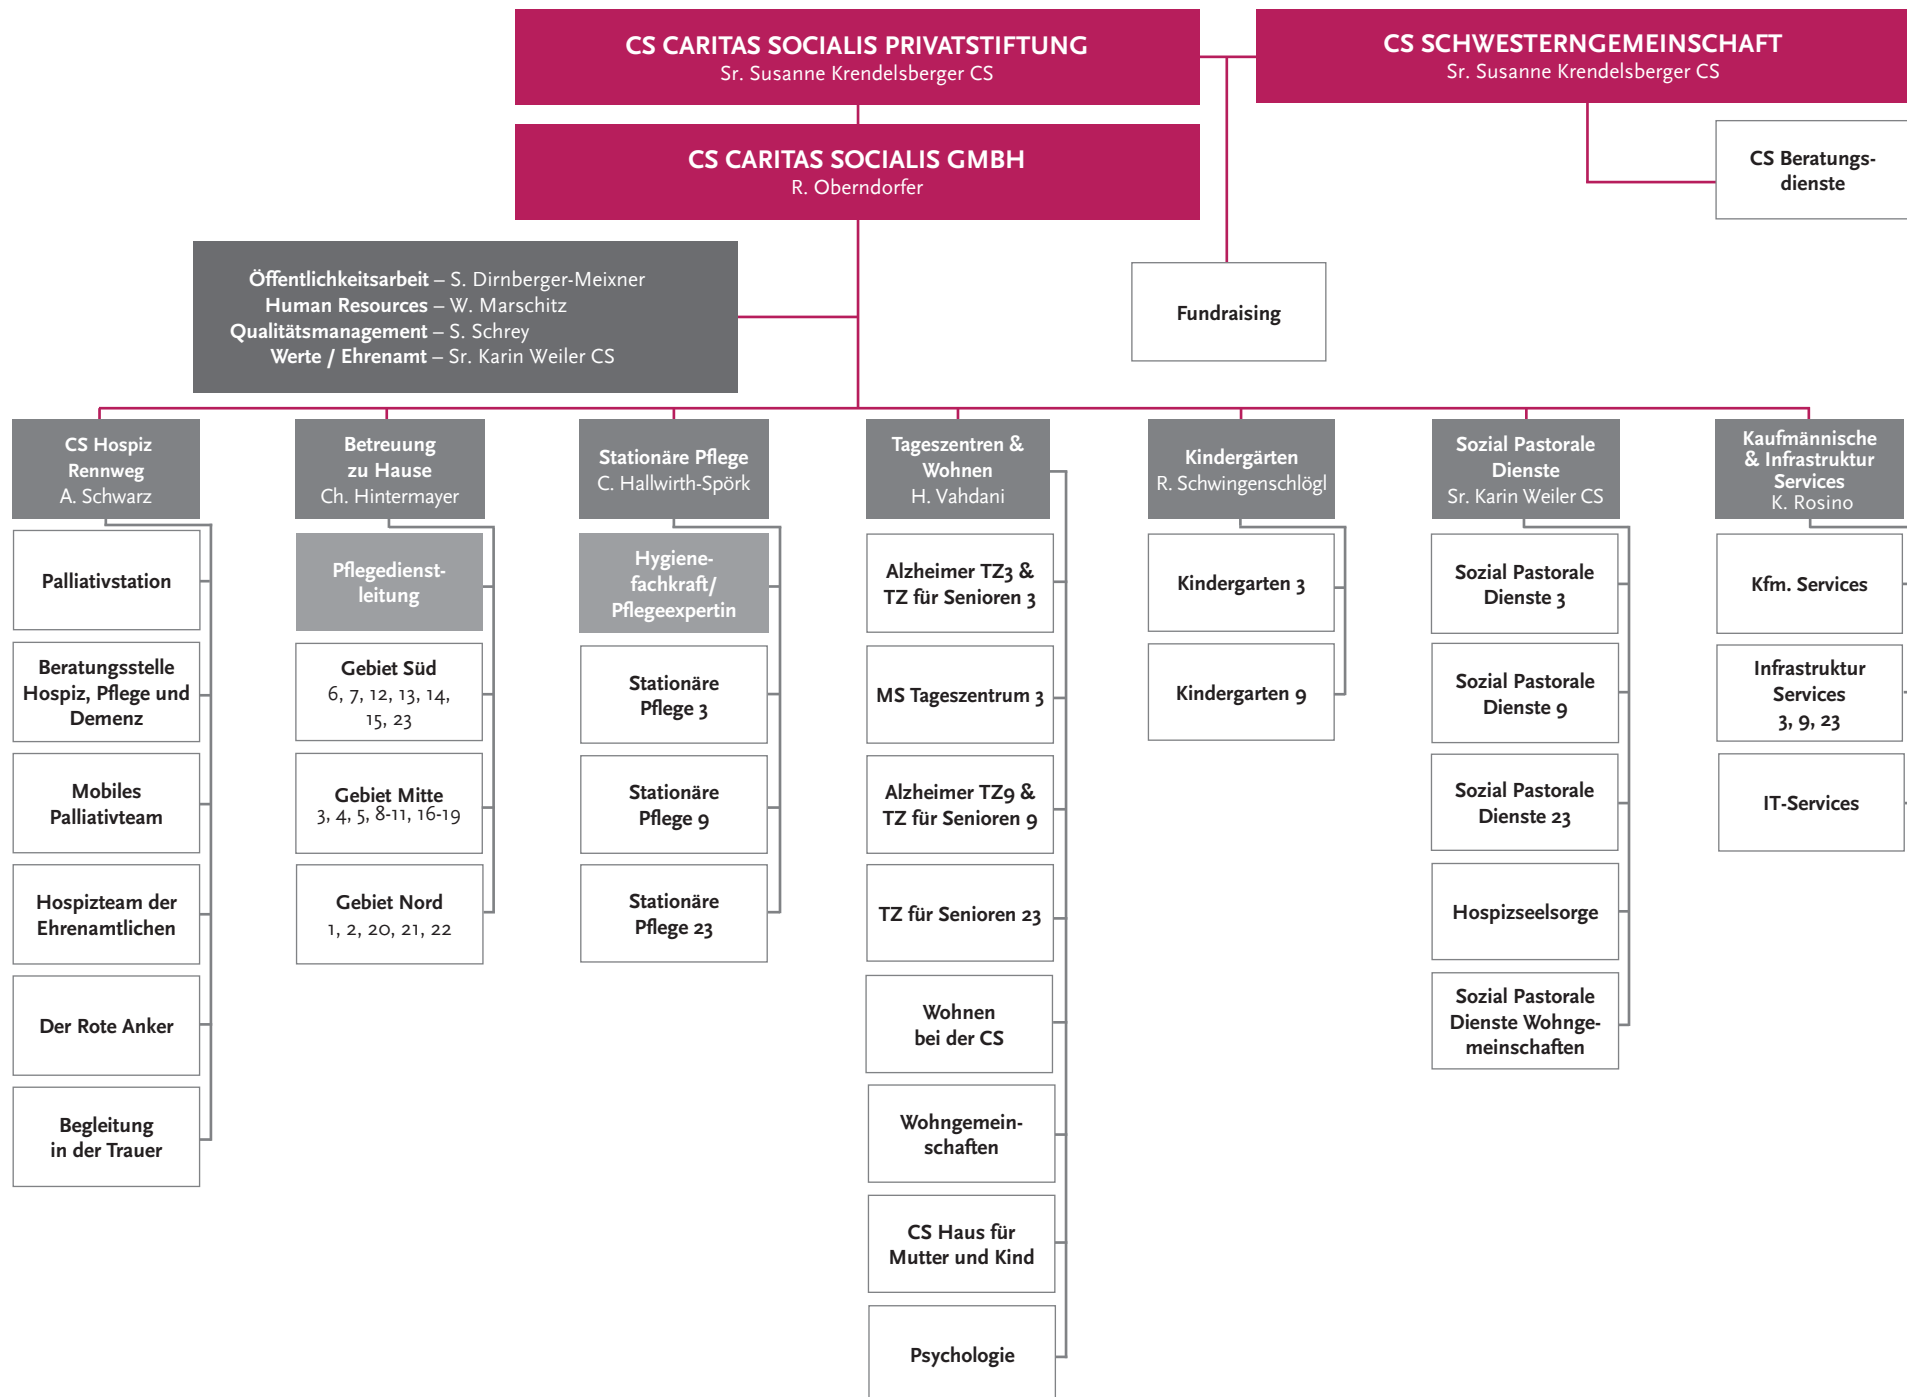 CS CARITAS SOCIALIS PRIVATSTIFTUNG
Sr. Susanne Krendelsberger CS
CS SCHWESTERNGEMEINSCHAFT
Sr. Susanne Krendelsberger CS
CS CARITAS SOCIALIS GMBH
R. Oberndorfer
CS Beratungs-
dienste
Öffentlichkeitsarbeit – S. Dirnberger-Meixner
Human Resources – W. Marschitz
Qualitätsmanagement – S. Schrey
Werte / Ehrenamt – Sr. Karin Weiler CS
Fundraising
CS Hospiz
Rennweg
A. Schwarz
Palliativstation
Beratungsstelle
Hospiz, Pflege und
Demenz
Mobiles
Palliativteam
Hospizteam der
Ehrenamtlichen
Der Rote Anker
Begleitung
in der Trauer
Betreuung
zu Hause
Ch. Hintermayer
Pflegedienst-
leitung
Gebiet Süd
6, 7, 12, 13, 14,
15, 23
Gebiet Mitte
3, 4, 5, 8-11, 16-19
Gebiet Nord
1, 2, 20, 21, 22
Stationäre Pflege
C. Hallwirth-Spörk
Hygiene-
fachkraft/
Pflegeexpertin
Stationäre
Pflege 3
Stationäre
Pflege 9
Stationäre
Pflege 23
Tageszentren &
Wohnen
H. Vahdani
Alzheimer TZ3 &
TZ für Senioren 3
MS Tageszentrum 3
Alzheimer TZ9 &
TZ für Senioren 9
TZ für Senioren 23
Wohnen
bei der CS
Wohngemein-
schaften
CS Haus für
Mutter und Kind
Psychologie
Kindergärten
R. Schwingenschlögl
Kindergarten 3
Kindergarten 9
Sozial Pastorale
Dienste
Sr. Karin Weiler CS
Sozial Pastorale
Dienste 3
Sozial Pastorale
Dienste 9
Sozial Pastorale
Dienste 23
Hospizseelsorge
Sozial Pastorale
Dienste Wohnge-
meinschaften
Kaufmännische
& Infrastruktur
Services
K. Rosino
Kfm. Services
Infrastruktur
Services
3, 9, 23
IT-Services